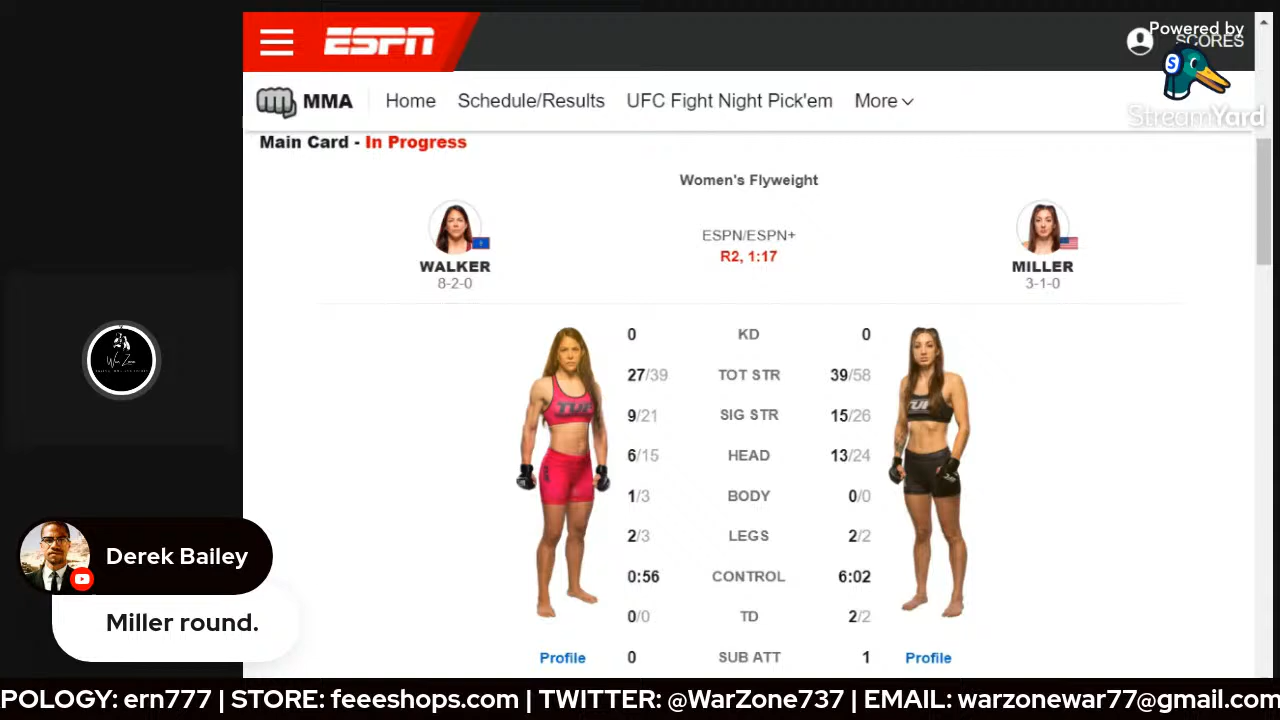 ESPN
Powered by
SCORES
StreamYard
MMA Home Schedule/Results UFC Fight Night Pick'em More
Main Card - In Progress
Women's Flyweight
ESPN/ESPN+
R2, 1:17
WALKER
8-2-0
MILLER
3-1-0
0 KD 0
27/39 TOT STR 39/58
9/21 SIG STR 15/26
6/15 HEAD 13/24
1/3 BODY 0/0
2/3 LEGS 2/2
0:56 CONTROL 6:02
0/0 TD 2/2
Profile 0 SUB ATT 1 Profile
War Zone
Derek Bailey
Miller round.
POLOGY: ern777 | STORE: feeeshops.com | TWITTER: @WarZone737 | EMAIL: warzonewar77@gmail.com